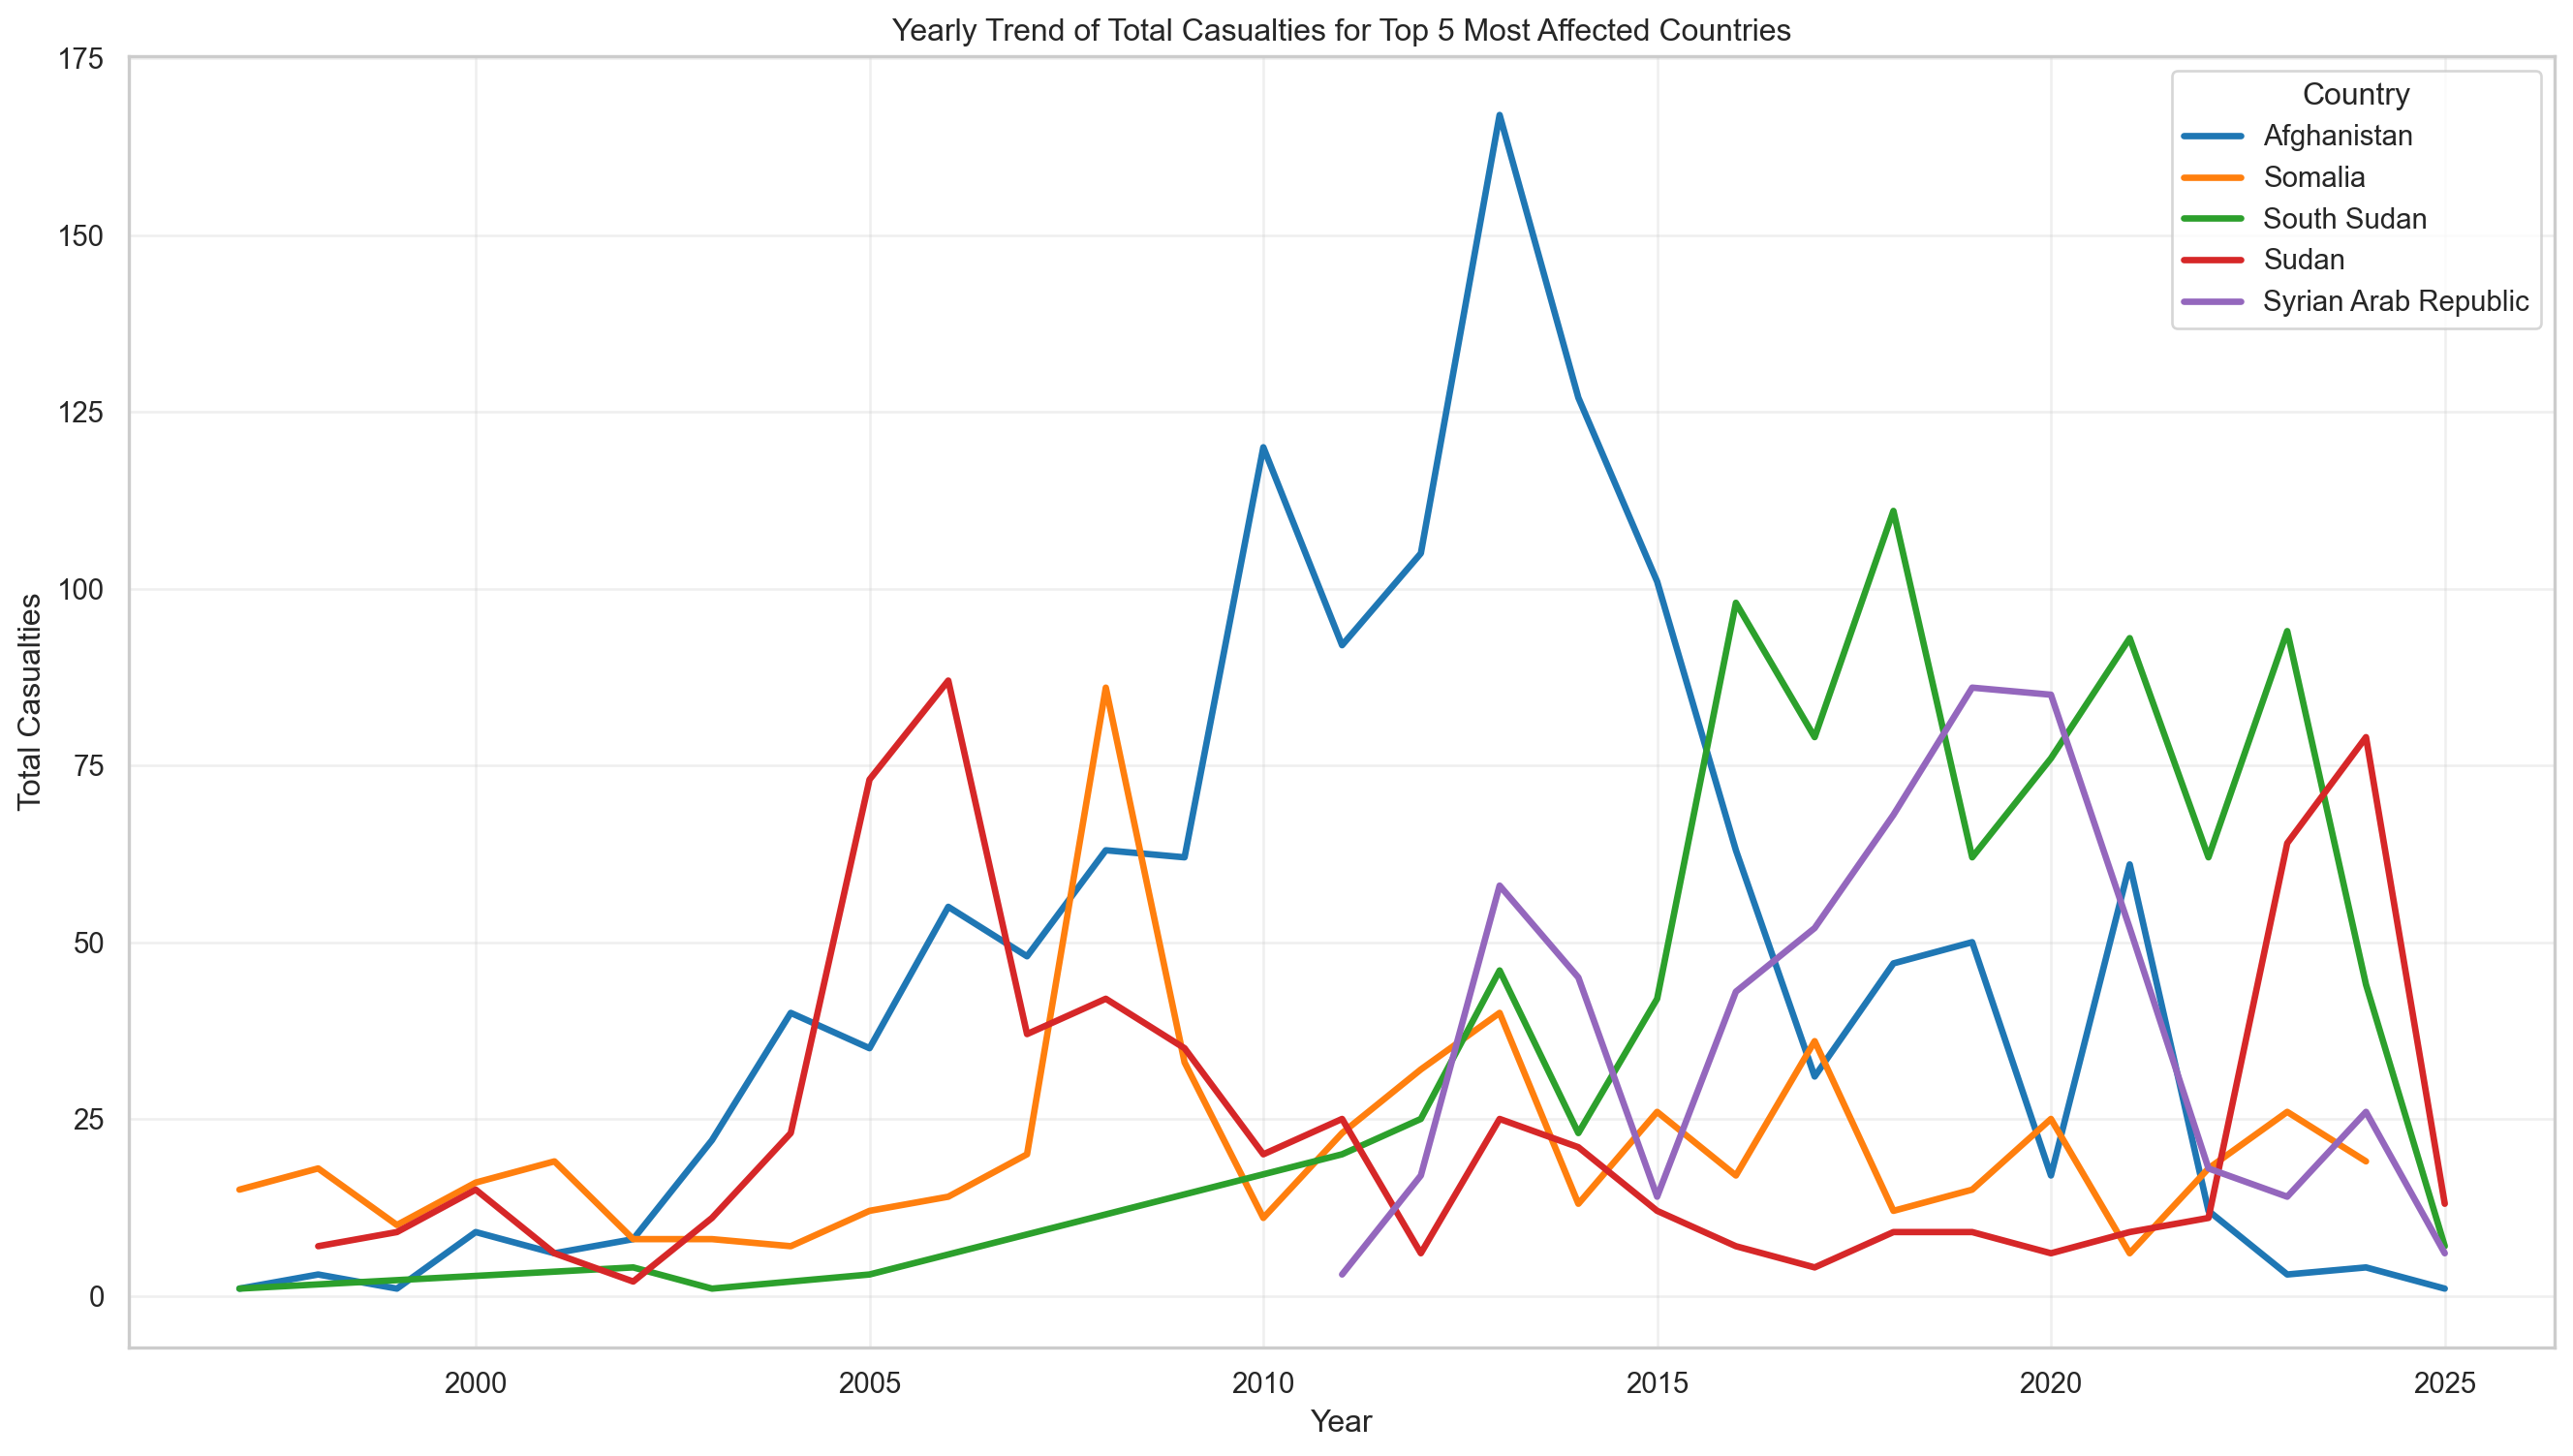 Yearly Trend of Total Casualties for Top 5 Most Affected Countries
Country
Afghanistan
Somalia
South Sudan
Sudan
Syrian Arab Republic
Total Casualties
175
150
125
100
75
50
25
0
2000
2005
2010
2015
2020
2025
Year